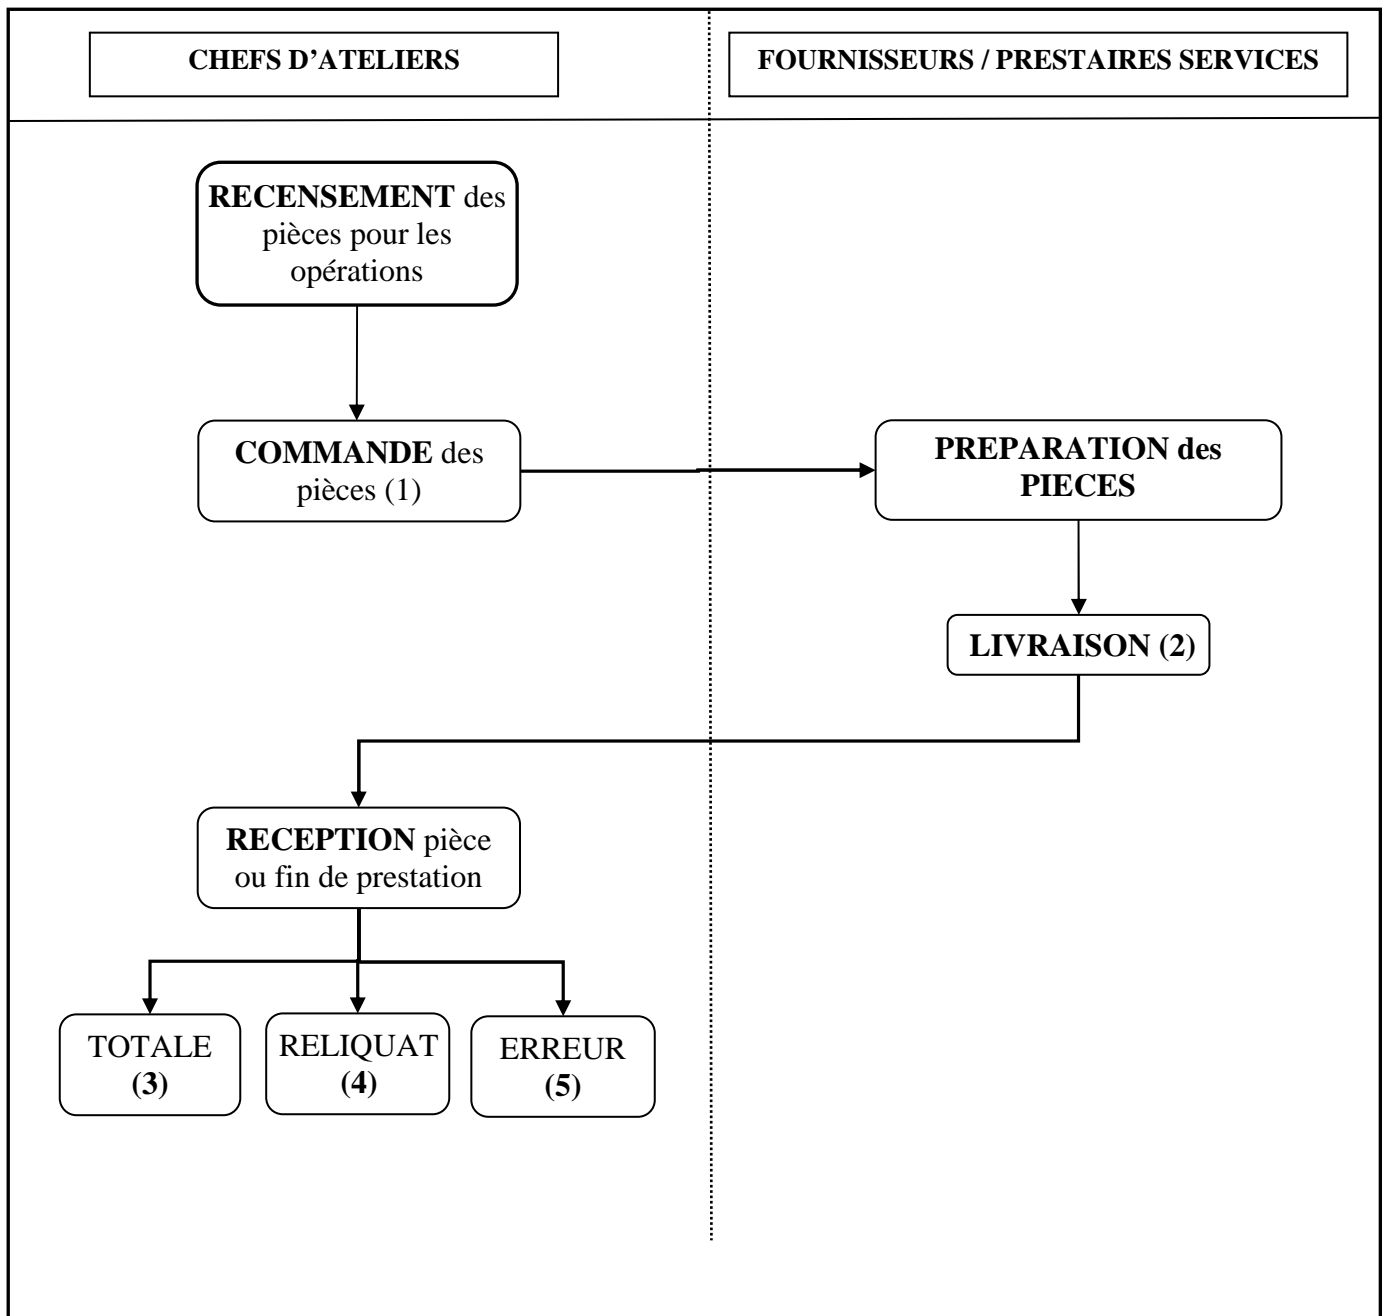 CHEFS D’ATELIERS
FOURNISSEURS / PRESTAIRES SERVICES
RECENSEMENT des
pièces pour les
opérations
COMMANDE des
pièces (1)
PREPARATION des
PIECES
LIVRAISON (2)
RECEPTION pièce
ou fin de prestation
TOTALE
(3)
RELIQUAT
(4)
ERREUR
(5)